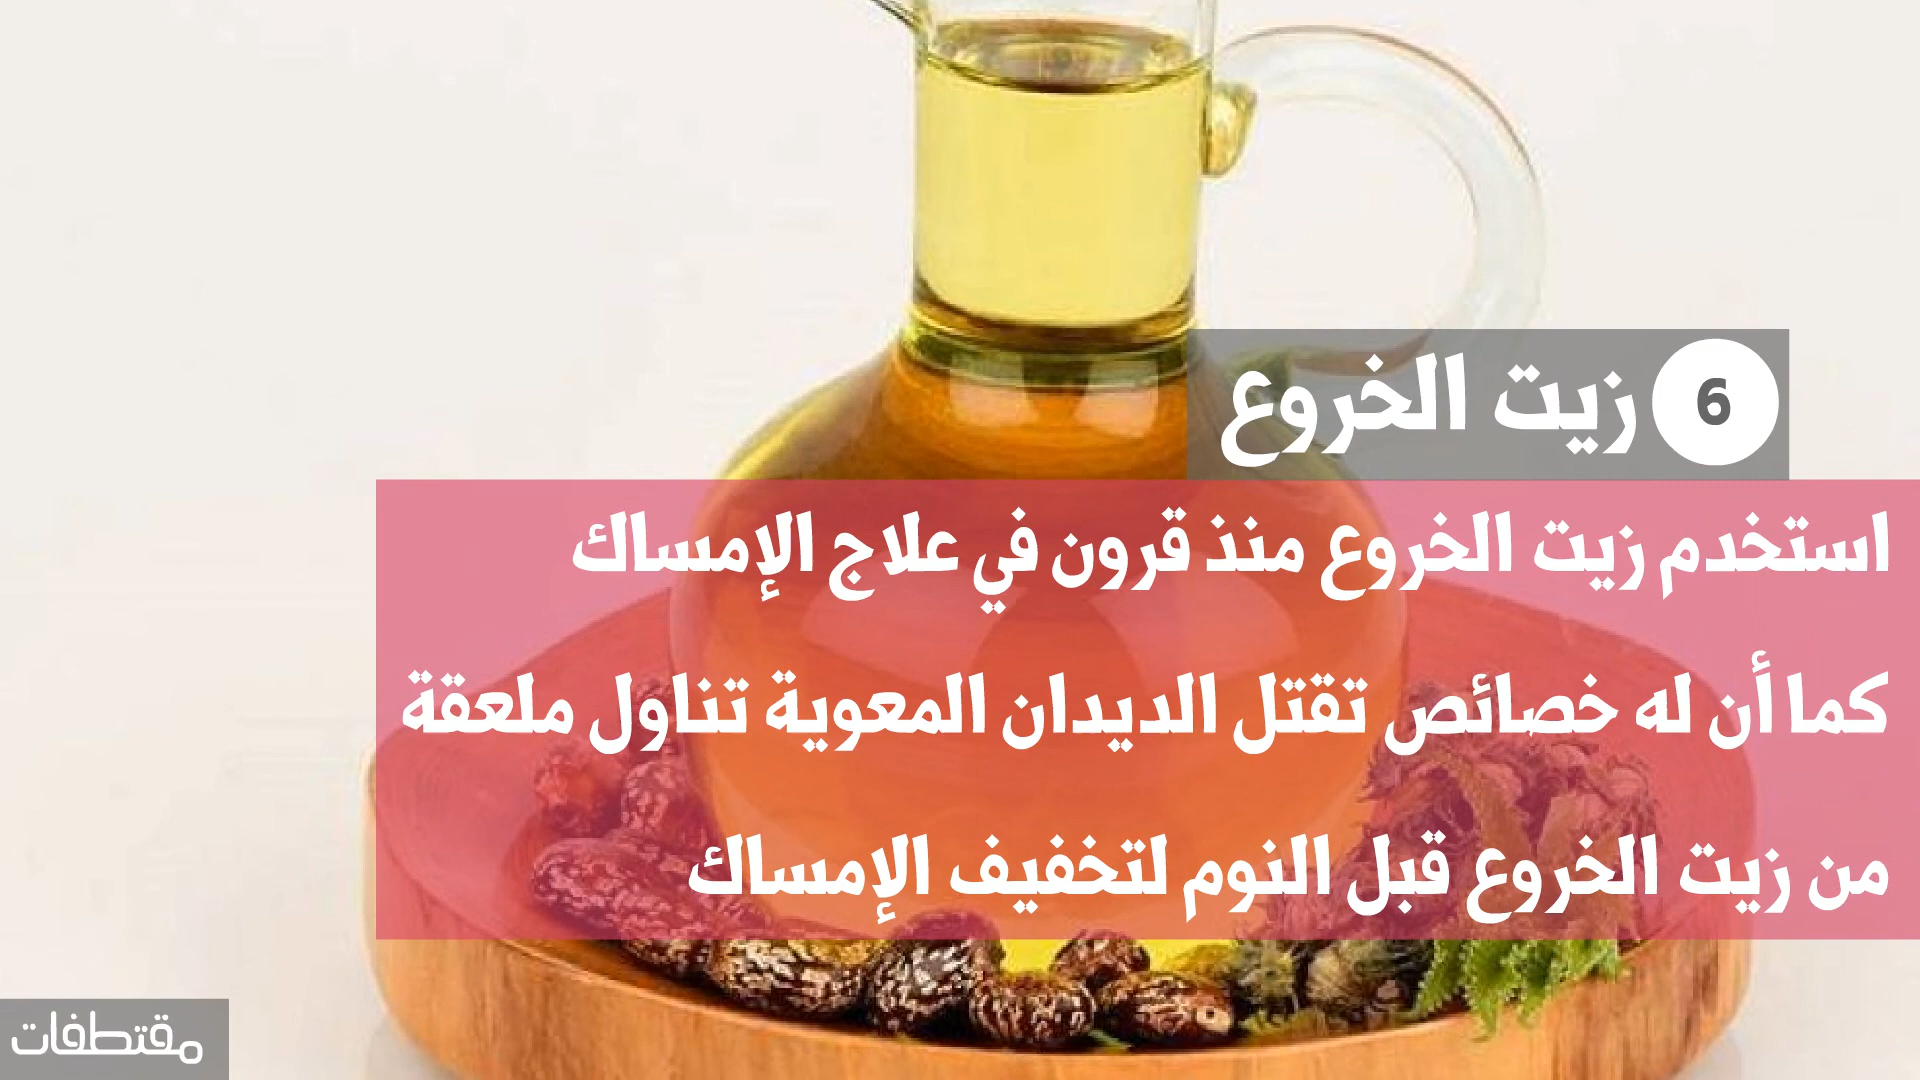 6 زيت الخروع
استخدم زيت الخروع منذ قرون في علاج الإمساك
كما أن له خصائص تقتل الديدان المعوية تناول ملعقة
من زيت الخروع قبل النوم لتخفيف الإمساك
مقتطفات